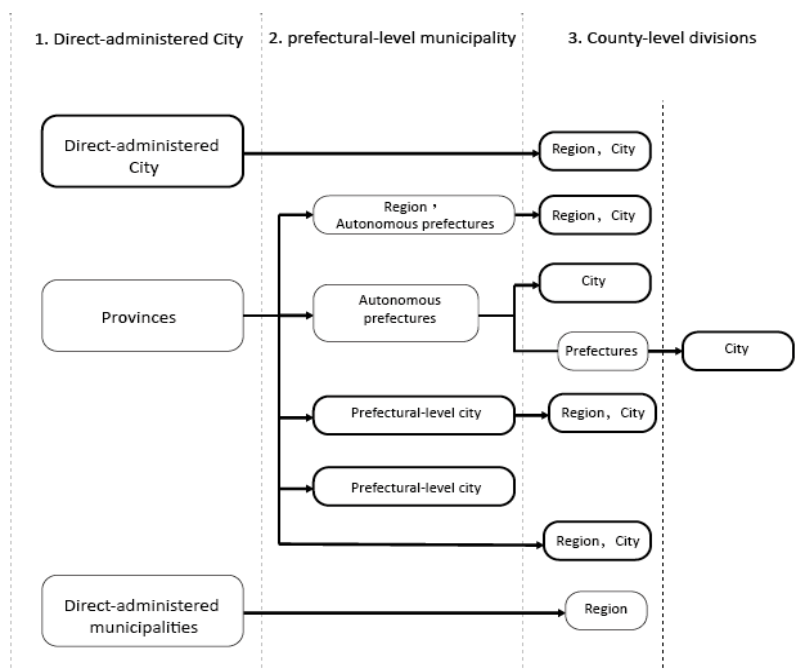 1. Direct-administered City
2. prefectural-level municipality
3. County-level divisions
Direct-administered
City
Region，City
Region，
Autonomous prefectures
Region，City
Provinces
Autonomous
prefectures
City
Prefectures
City
Prefectural-level city
Region，City
Prefectural-level city
Region，City
Direct-administered
municipalities
Region